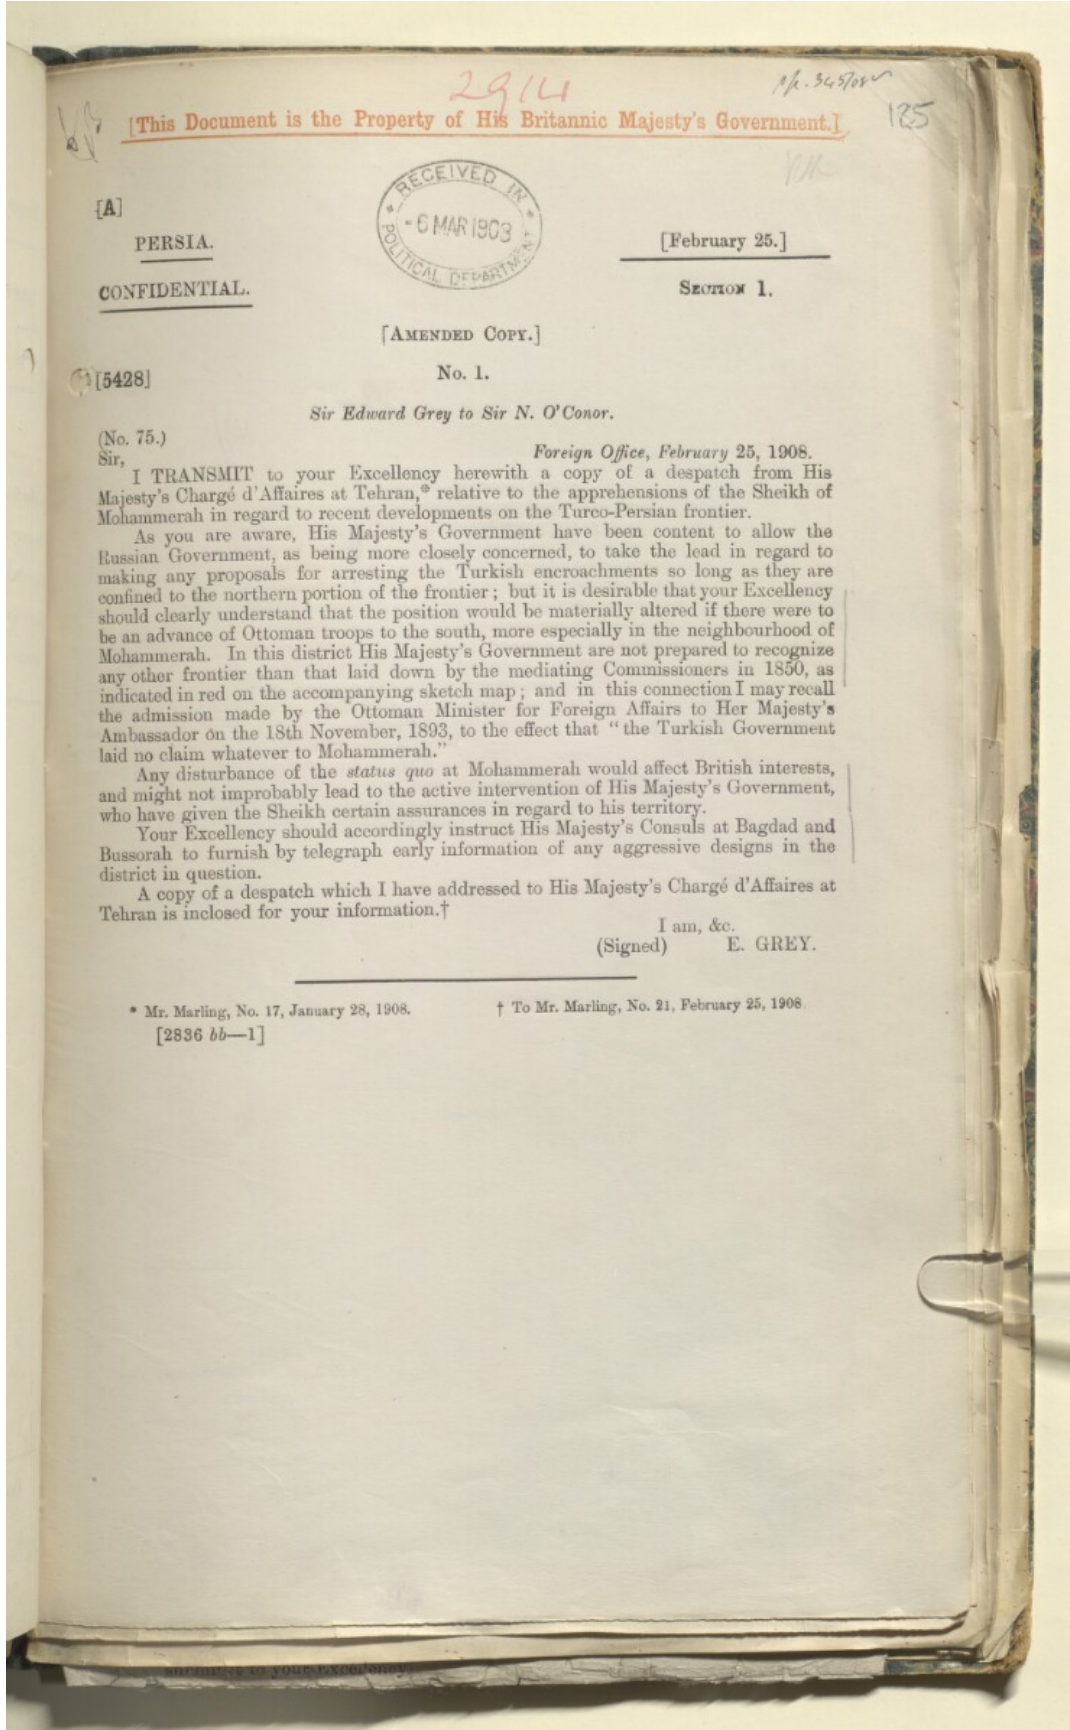 2914
[This Document is the Property of His Britannic Majesty's Government.]
125
[A]
RECEIVED IN
-6 MAR 1908
POLITICAL DEPARTMENT
PERSIA.
[February 25.]
CONFIDENTIAL.
SECTION 1.
[AMENDED COPY.]
[5428]
No. 1.
Sir Edward Grey to Sir N. O'Conor.
(No. 75.)
Sir,
Foreign Office, February 25, 1908.
I TRANSMIT to your Excellency herewith a copy of a despatch from His
Majesty's Chargé d'Affaires at Tehran,* relative to the apprehensions of the Sheikh of
Mohammerah in regard to recent developments on the Turco-Persian frontier.
As you are aware, His Majesty's Government have been content to allow the
Russian Government, as being more closely concerned, to take the lead in regard to
making any proposals for arresting the Turkish encroachments so long as they are
confined to the northern portion of the frontier; but it is desirable that your Excellency
should clearly understand that the position would be materially altered if there were to
be an advance of Ottoman troops to the south, more especially in the neighbourhood of
Mohammerah. In this district His Majesty's Government are not prepared to recognize
any other frontier than that laid down by the mediating Commissioners in 1850, as
indicated in red on the accompanying sketch map; and in this connection I may recall
the admission made by the Ottoman Minister for Foreign Affairs to Her Majesty's
Ambassador on the 18th November, 1893, to the effect that "the Turkish Government
laid no claim whatever to Mohammerah."
Any disturbance of the status quo at Mohammerah would affect British interests,
and might not improbably lead to the active intervention of His Majesty's Government,
who have given the Sheikh certain assurances in regard to his territory.
Your Excellency should accordingly instruct His Majesty's Consuls at Bagdad and
Bussorah to furnish by telegraph early information of any aggressive designs in the
district in question.
A copy of a despatch which I have addressed to His Majesty's Chargé d'Affaires at
Tehran is inclosed for your information.†
I am, &c.
(Signed) E. GREY.
* Mr. Marling, No. 17, January 28, 1908.
† To Mr. Marling, No. 21, February 25, 1908.
[2836 bb—1]